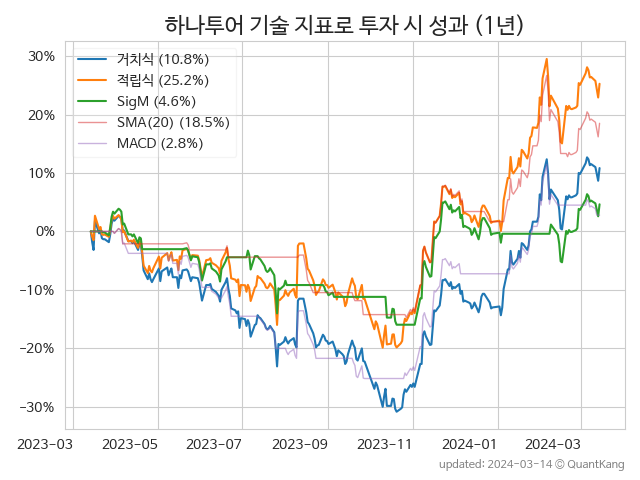 하나투어 기술 지표로 투자 시 성과 (1년)
거치식 (10.8%)
적립식 (25.2%)
SigM (4.6%)
SMA(20) (18.5%)
MACD (2.8%)
30%
20%
10%
0%
−10%
−20%
−30%
2023-03 2023-05 2023-07 2023-09 2023-11 2024-01 2024-03
updated: 2024-03-14 © QuantKang